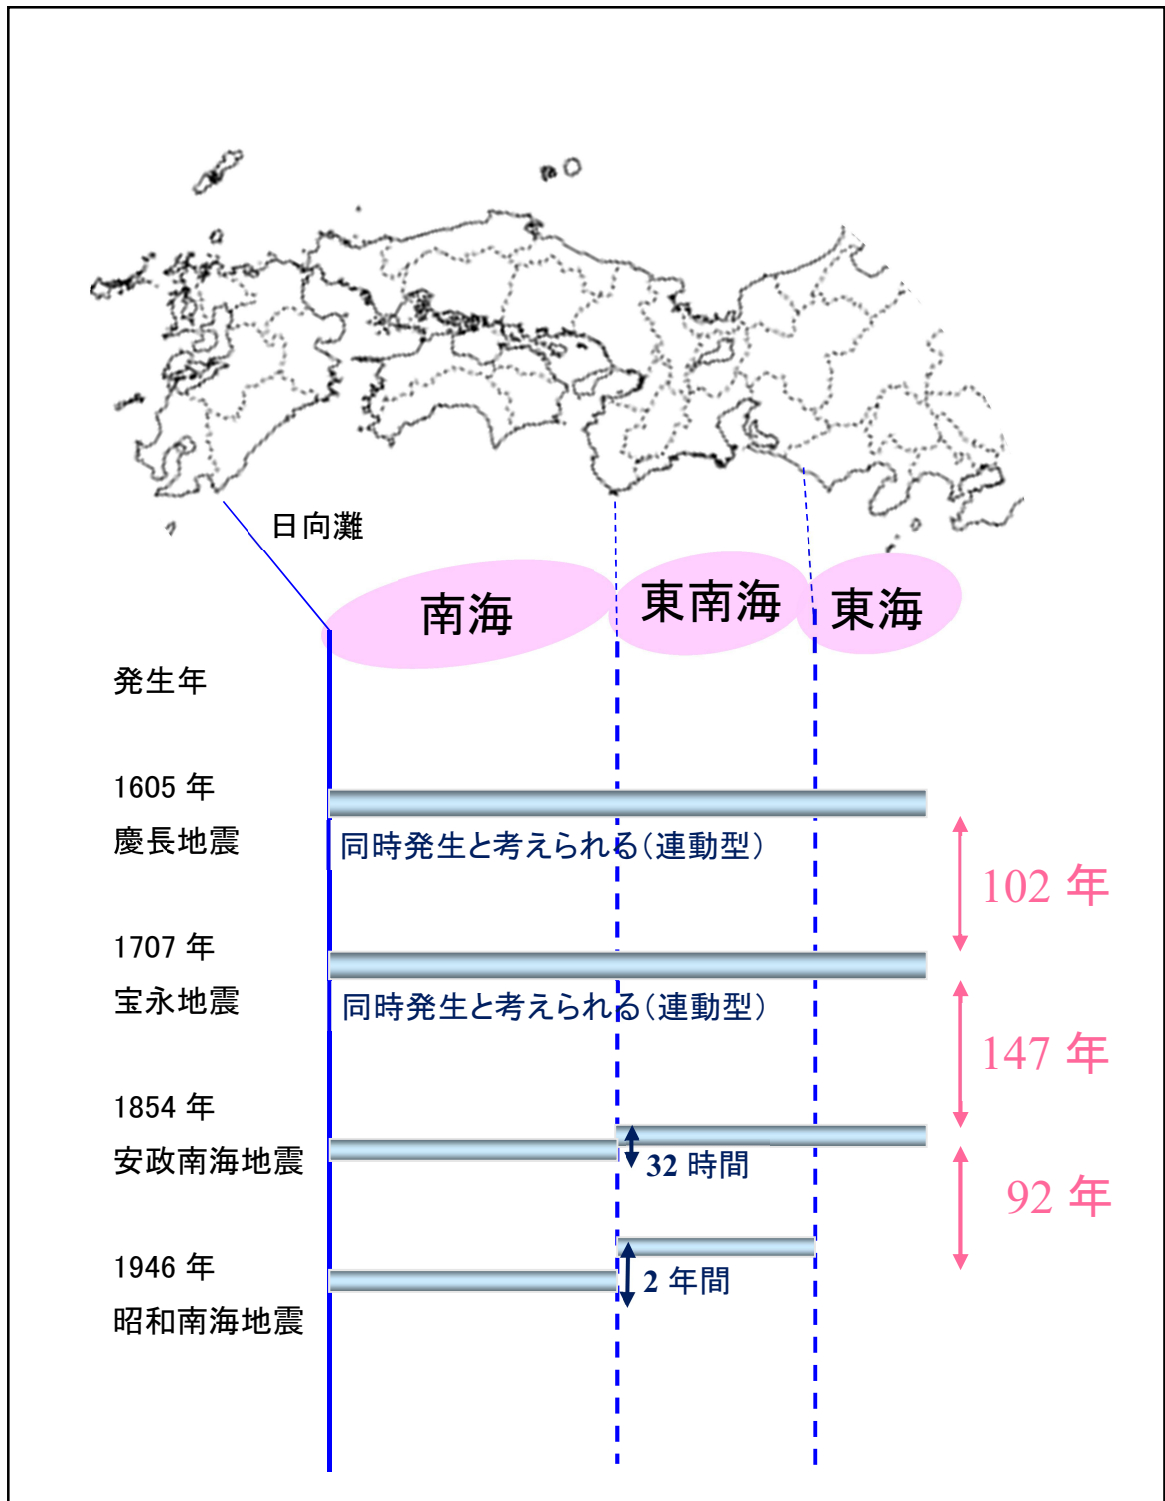 日向灘
南海
東南海
東海
発生年
1605 年
慶長地震
同時発生と考えられる（連動型）
102 年
1707 年
宝永地震
同時発生と考えられる（連動型）
147 年
1854 年
安政南海地震
32 時間
92 年
1946 年
昭和南海地震
2 年間